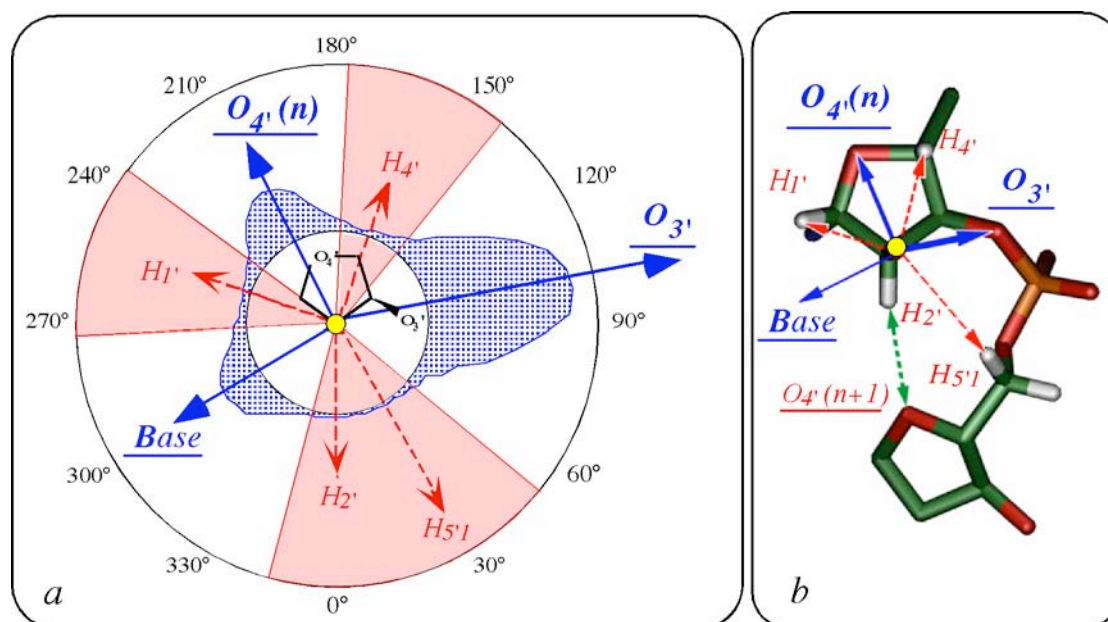 180°
210°
150°
O4'(n)
H4'
240°
120°
O3'
O4'
H1'
O3'
270°
90°
Base
H2'
H5'1
300°
60°
330°
30°
0°
a
O4'(n)
H4'
H1'
O3'
Base
H2'
H5'1
O4'(n+1)
b